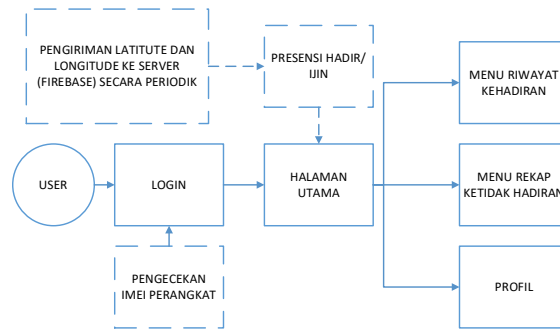 PENGIRIMAN LATITUTE DAN
LONGITUDE KE SERVER
(FIREBASE) SECARA PERIODIK
PRESENSI HADIR/
IJIN
MENU RIWAYAT
KEHADIRAN
USER
LOGIN
HALAMAN
UTAMA
MENU REKAP
KETIDAK HADIRAN
PENGECEKAN
IMEI PERANGKAT
PROFIL